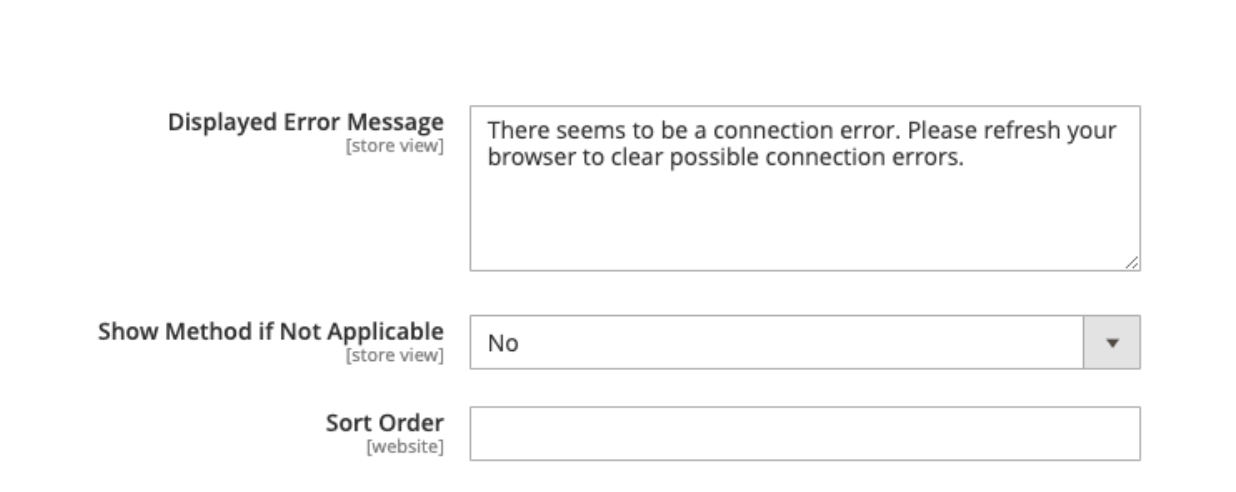 Displayed Error Message
[store view]
There seems to be a connection error. Please refresh your
browser to clear possible connection errors.
Show Method if Not Applicable
[store view]
No
Sort Order
[website]